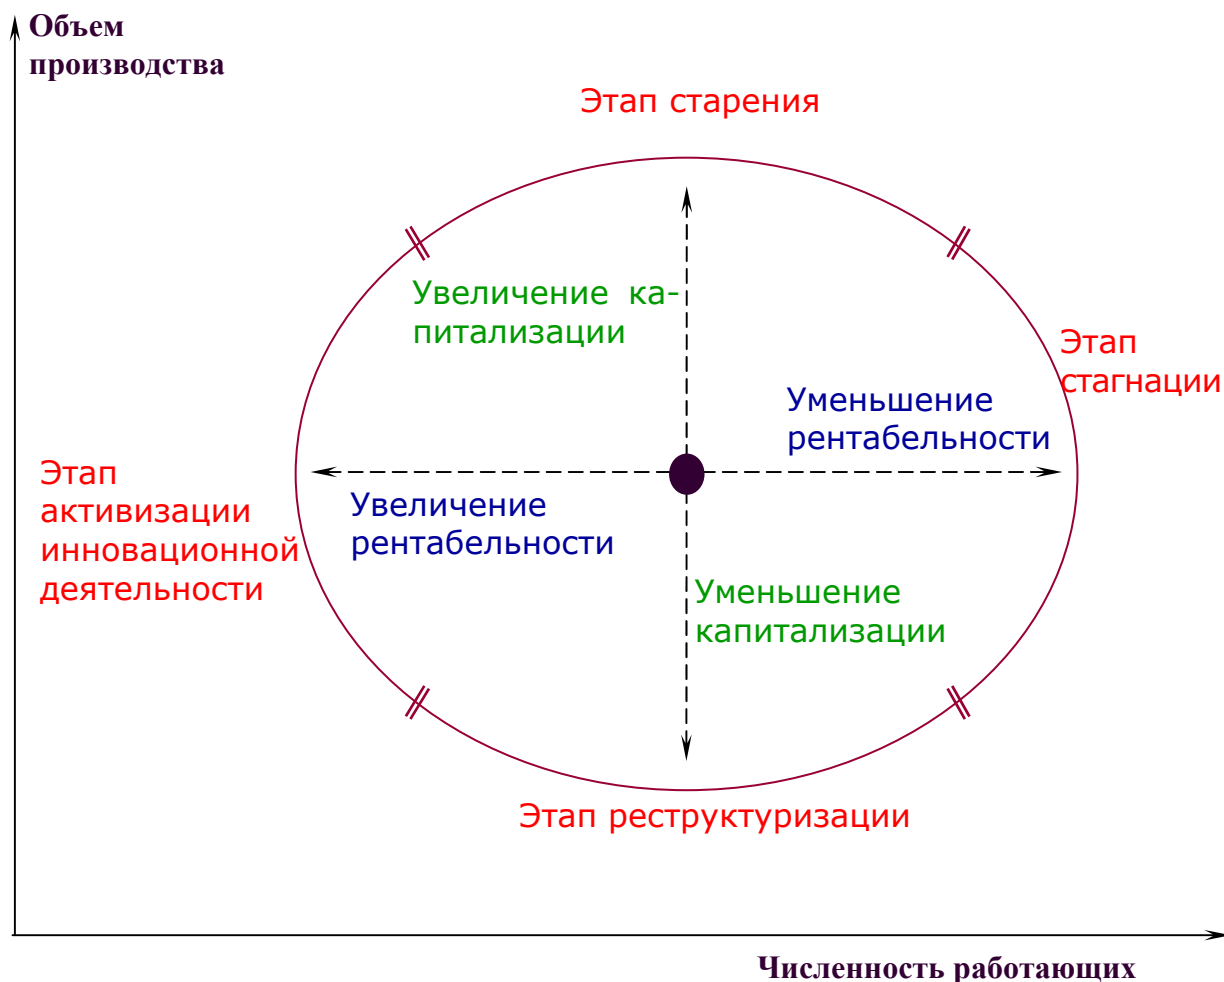 Объем
производства
Этап старения
Увеличение ка-
питализации
Этап
стагнации
Уменьшение
рентабельности
Этап
активизации
инновационной
деятельности
Увеличение
рентабельности
Уменьшение
капитализации
Этап реструктуризации
Численность работающих